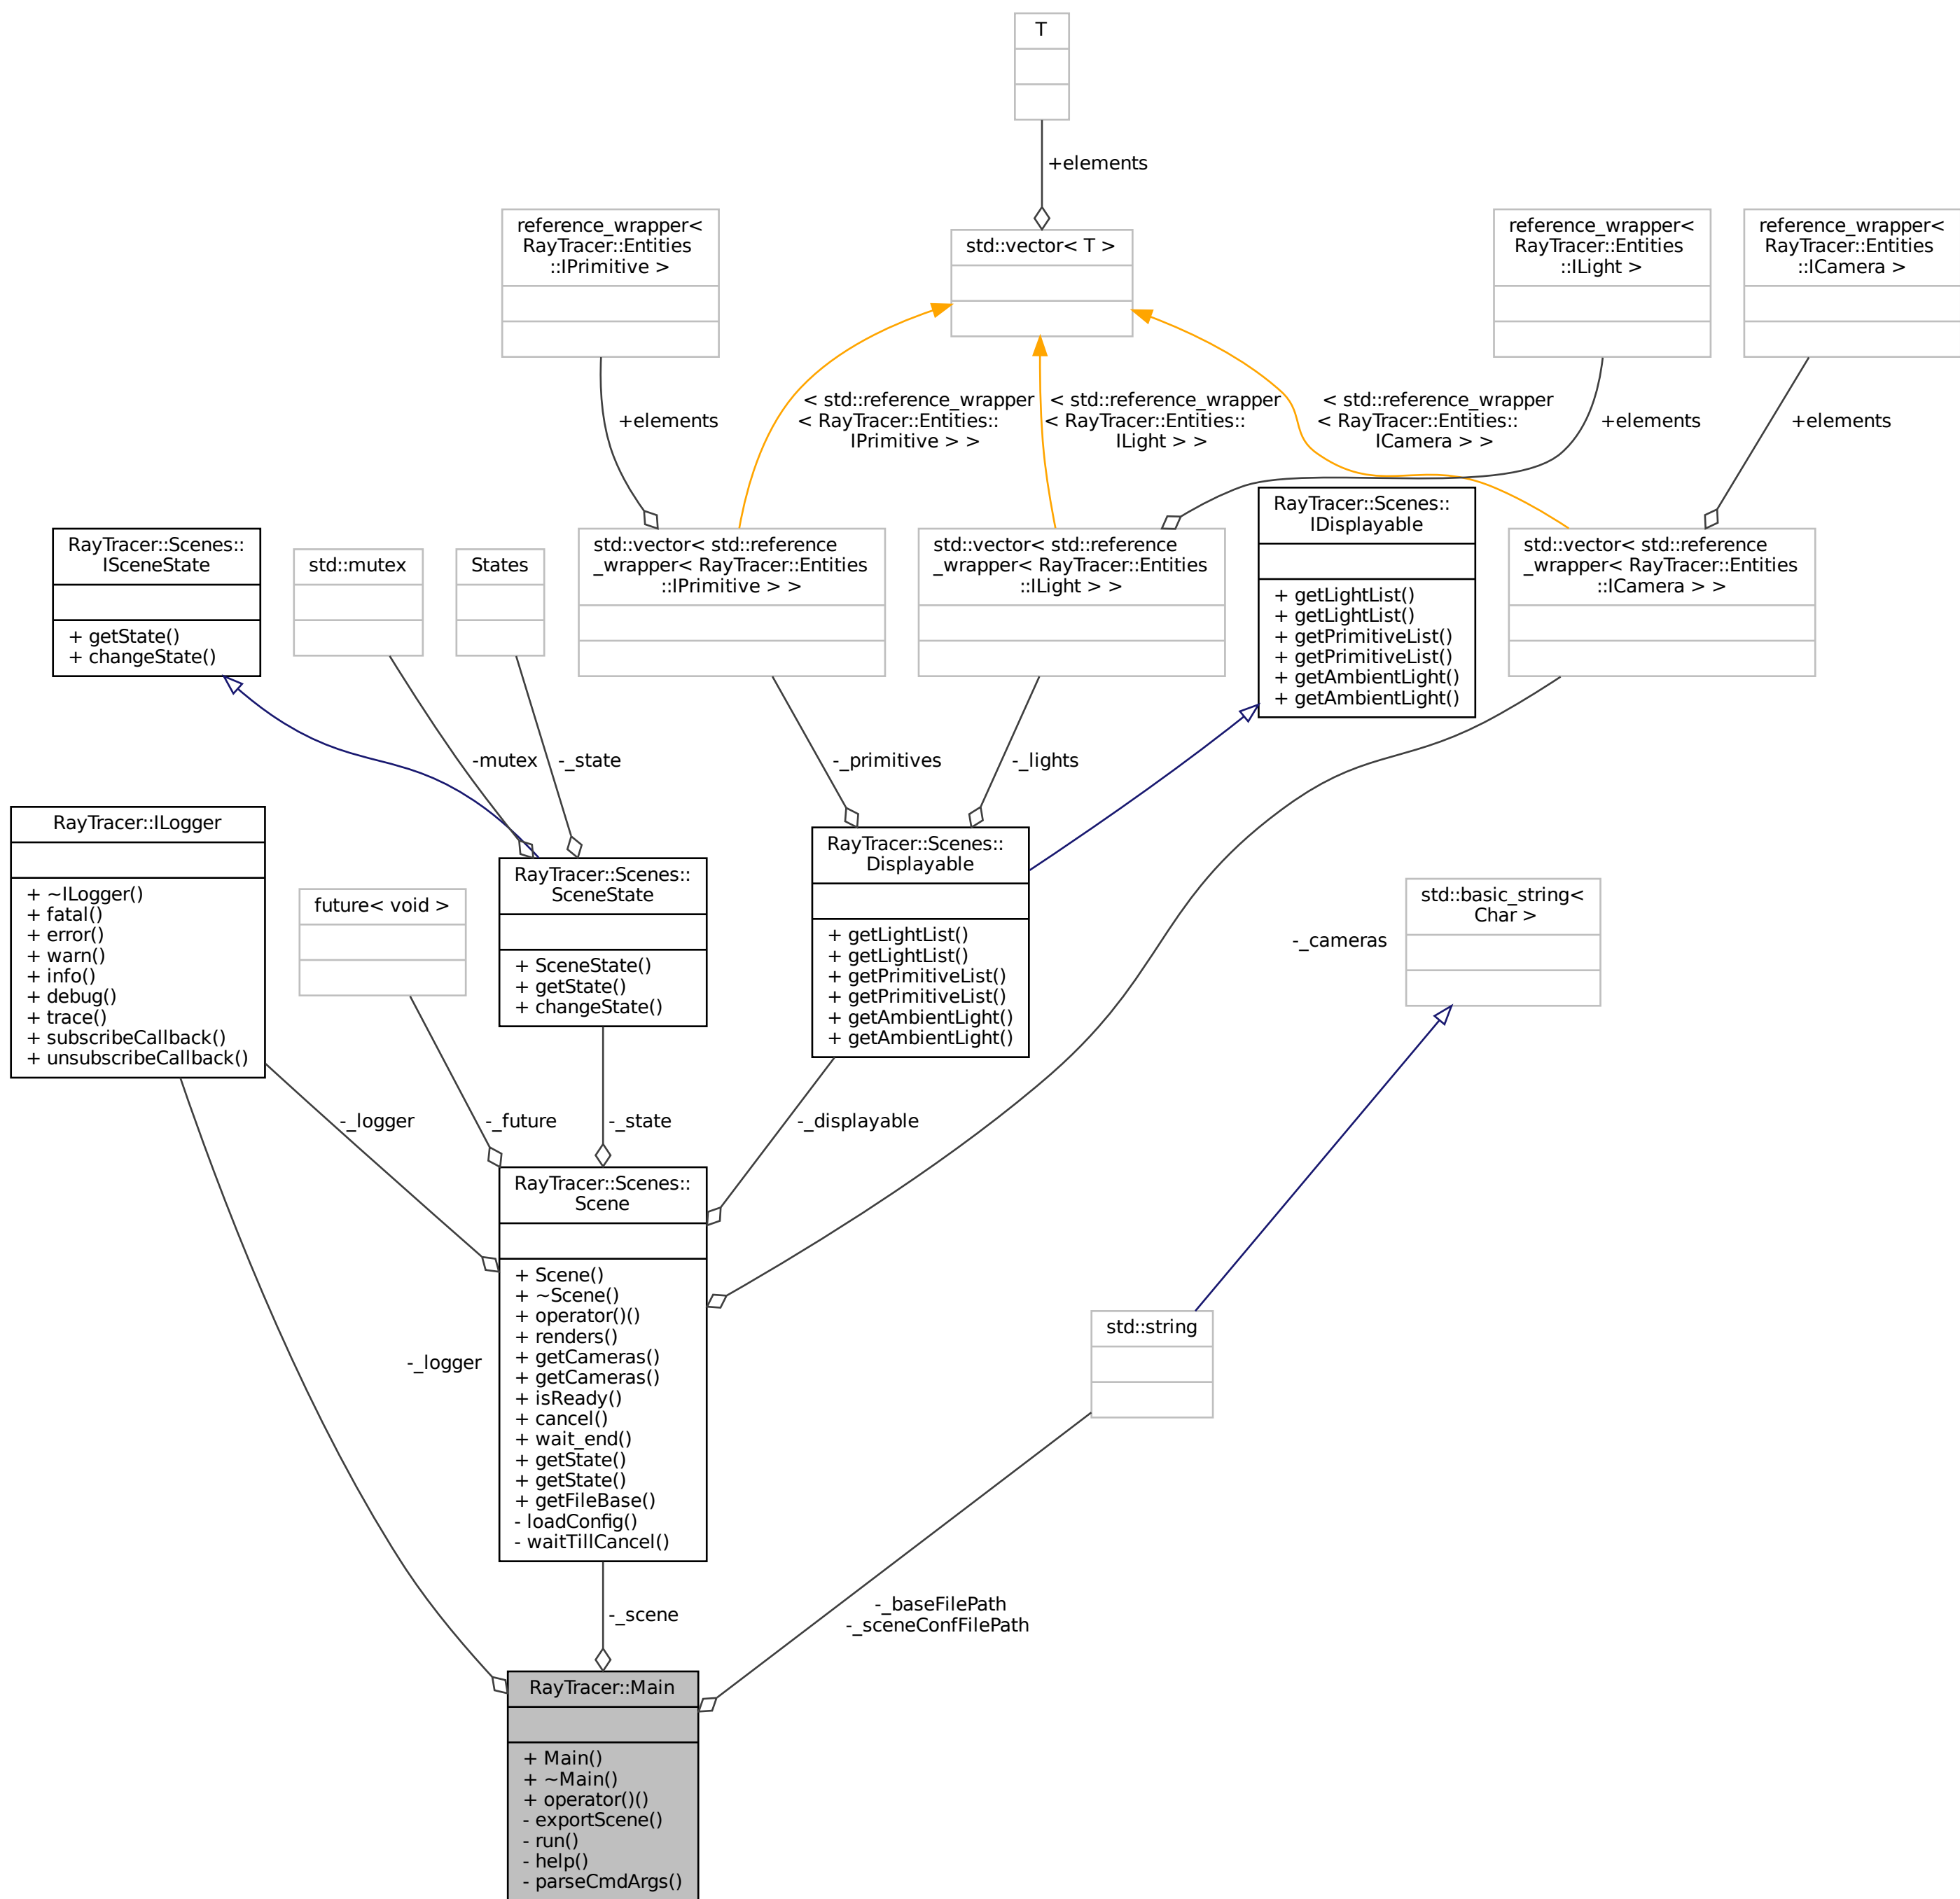 T
+elements
reference_wrapper<
RayTracer::Entities
::IPrimitive >
std::vector< T >
reference_wrapper<
RayTracer::Entities
::ILight >
reference_wrapper<
RayTracer::Entities
::ICamera >
+elements
< std::reference_wrapper
< RayTracer::Entities::
IPrimitive > >
< std::reference_wrapper
< RayTracer::Entities::
ILight > >
< std::reference_wrapper
< RayTracer::Entities::
ICamera > >
+elements
+elements
RayTracer::Scenes::
ISceneState
+ getState()
+ changeState()
std::mutex
States
std::vector< std::reference
_wrapper< RayTracer::Entities
::IPrimitive > >
std::vector< std::reference
_wrapper< RayTracer::Entities
::ILight > >
RayTracer::Scenes::
IDisplayable
+ getLightList()
+ getLightList()
+ getPrimitiveList()
+ getPrimitiveList()
+ getAmbientLight()
+ getAmbientLight()
std::vector< std::reference
_wrapper< RayTracer::Entities
::ICamera > >
-mutex
-_state
-_primitives
-_lights
RayTracer::ILogger
+ ~ILogger()
+ fatal()
+ error()
+ warn()
+ info()
+ debug()
+ trace()
+ subscribeCallback()
+ unsubscribeCallback()
future< void >
RayTracer::Scenes::
SceneState
+ SceneState()
+ getState()
+ changeState()
RayTracer::Scenes::
Displayable
+ getLightList()
+ getLightList()
+ getPrimitiveList()
+ getPrimitiveList()
+ getAmbientLight()
+ getAmbientLight()
-_cameras
std::basic_string<
Char >
-_logger
-_future
-_state
-_displayable
RayTracer::Scenes::
Scene
+ Scene()
+ ~Scene()
+ operator()()
+ renders()
+ getCameras()
+ getCameras()
+ isReady()
+ cancel()
+ wait_end()
+ getState()
+ getState()
+ getFileBase()
- loadConfig()
- waitTillCancel()
-_logger
std::string
-_scene
-_baseFilePath
-_sceneConfFilePath
RayTracer::Main
+ Main()
+ ~Main()
+ operator()()
- exportScene()
- run()
- help()
- parseCmdArgs()